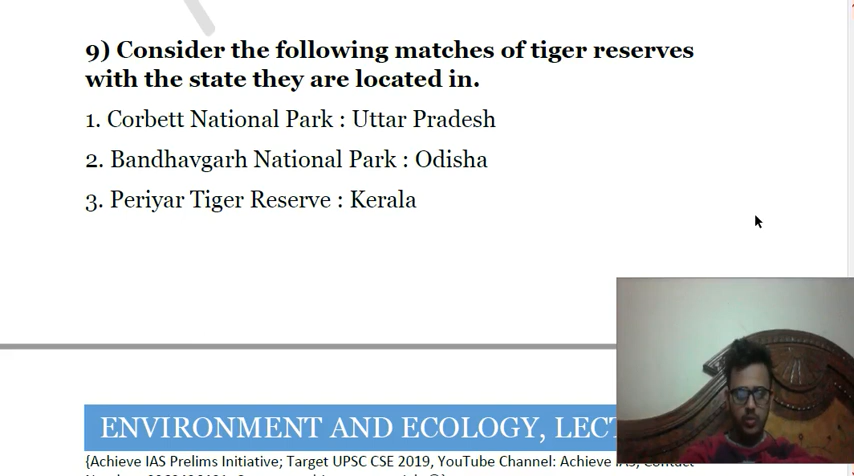 9) Consider the following matches of tiger reserves
with the state they are located in.
1. Corbett National Park : Uttar Pradesh
2. Bandhavgarh National Park : Odisha
3. Periyar Tiger Reserve : Kerala
ENVIRONMENT AND ECOLOGY,
{Achieve IAS Prelims Initiative; Target UPSC CSE 2019, YouTube Channel: Achieve IAS, Contact